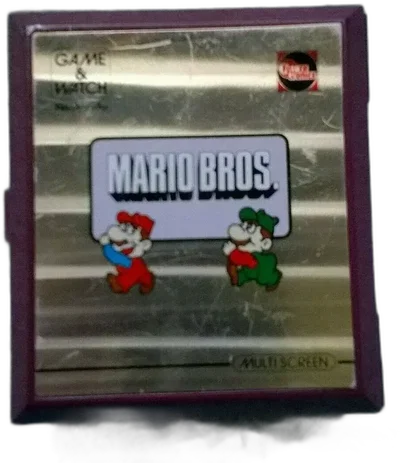 GAME
&
WATCH
MARIO BROS.
MULTI SCREEN